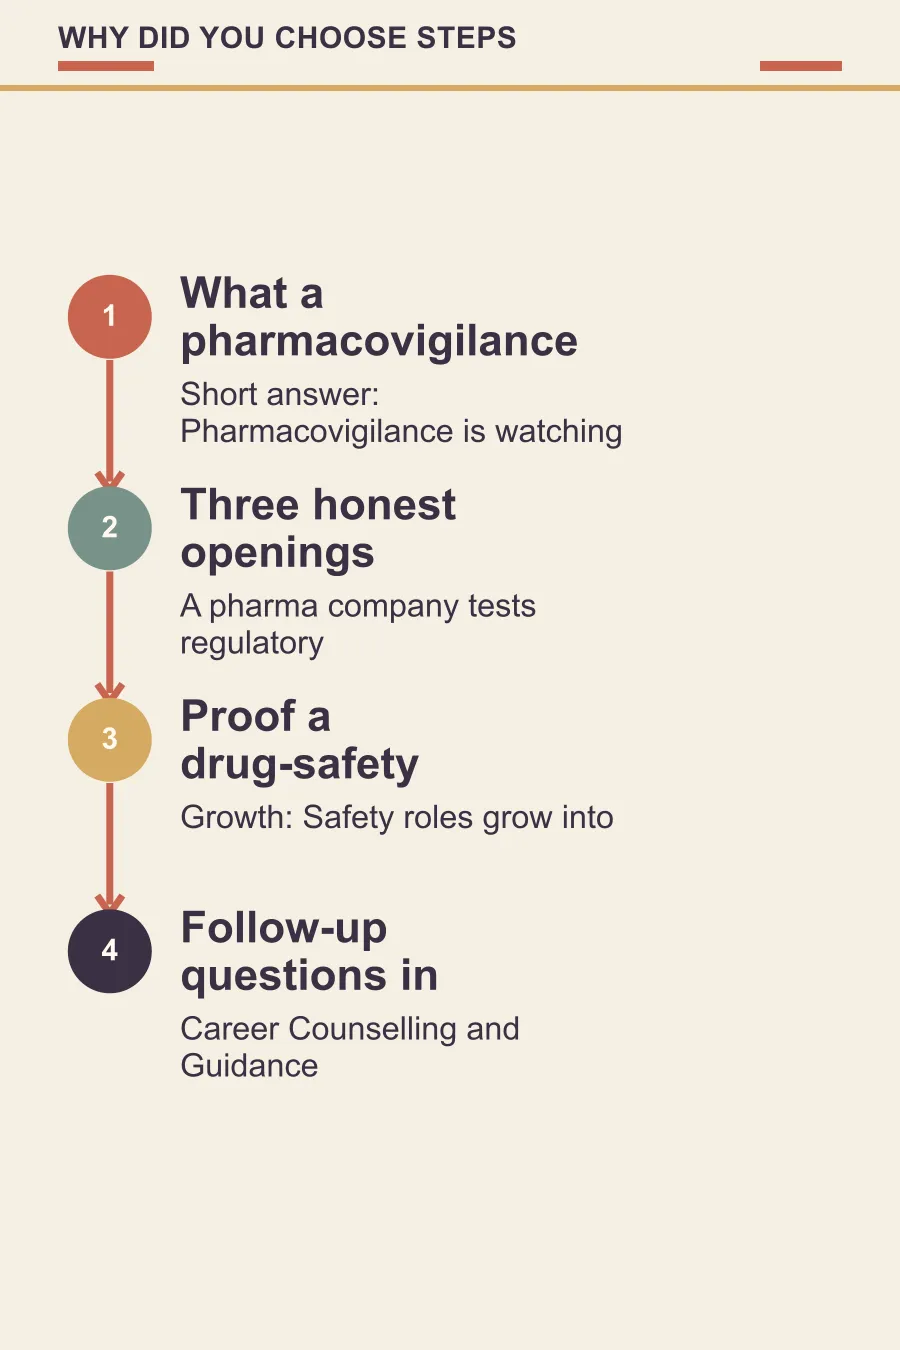 WHY DID YOU CHOOSE STEPS
1
What a
pharmacovigilance
Short answer:
Pharmacovigilance is watching
2
Three honest
openings
A pharma company tests
regulatory
3
Proof a
drug-safety
Growth: Safety roles grow into
4
Follow-up
questions in
Career Counselling and
Guidance